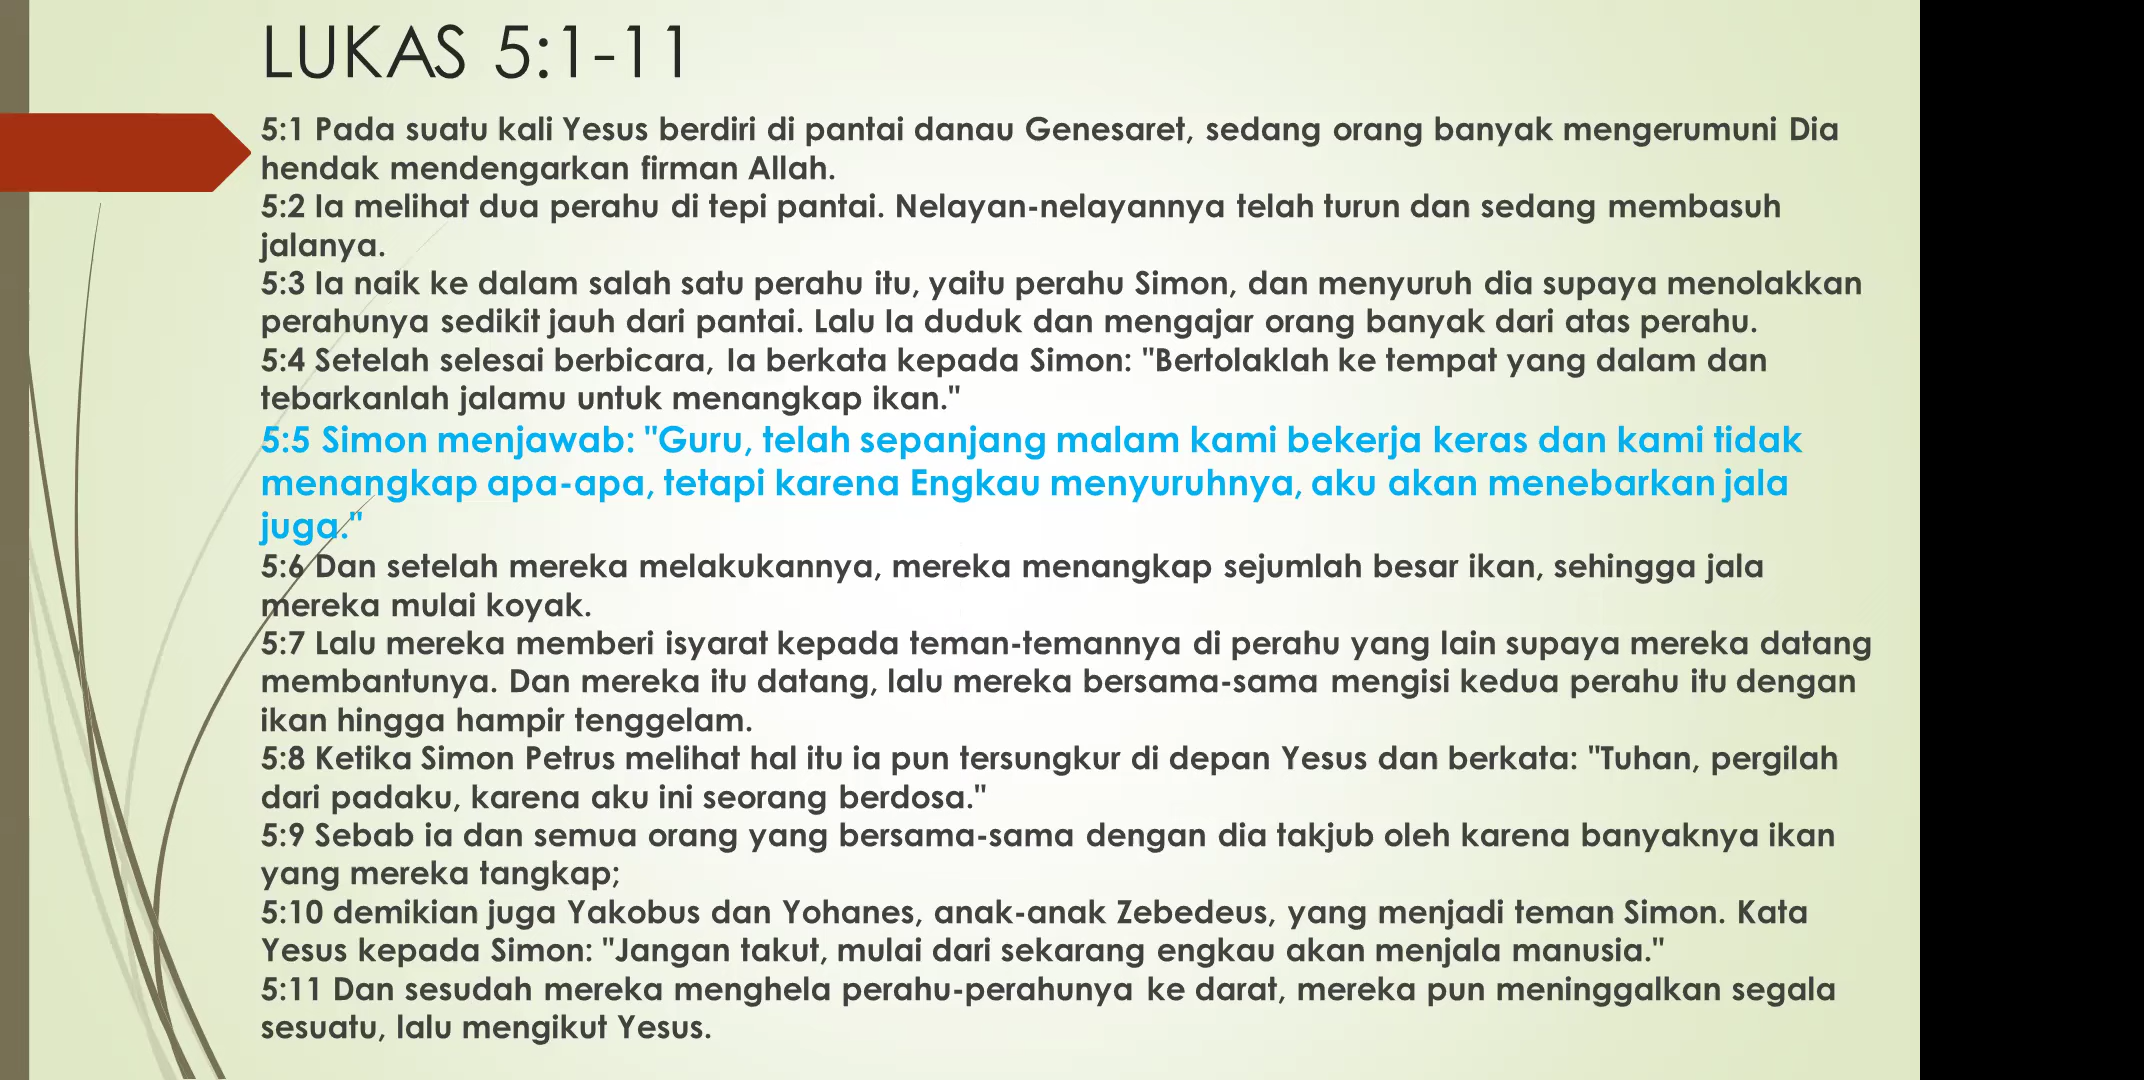 LUKAS 5:1-11
5:1 Pada suatu kali Yesus berdiri di pantai danau Genesaret, sedang orang banyak mengerumuni Dia
hendak mendengarkan firman Allah.
5:2 Ia melihat dua perahu di tepi pantai. Nelayan-nelayannya telah turun dan sedang membasuh
jalanya.
5:3 Ia naik ke dalam salah satu perahu itu, yaitu perahu Simon, dan menyuruh dia supaya menolakkan
perahunya sedikit jauh dari pantai. Lalu Ia duduk dan mengajar orang banyak dari atas perahu.
5:4 Setelah selesai berbicara, Ia berkata kepada Simon: "Bertolaklah ke tempat yang dalam dan
tebarkanlah jalamu untuk menangkap ikan."
5:5 Simon menjawab: "Guru, telah sepanjang malam kami bekerja keras dan kami tidak
menangkap apa-apa, tetapi karena Engkau menyuruhnya, aku akan menebarkan jala
juga."
5:6 Dan setelah mereka melakukannya, mereka menangkap sejumlah besar ikan, sehingga jala
mereka mulai koyak.
5:7 Lalu mereka memberi isyarat kepada teman-temannya di perahu yang lain supaya mereka datang
membantunya. Dan mereka itu datang, lalu mereka bersama-sama mengisi kedua perahu itu dengan
ikan hingga hampir tenggelam.
5:8 Ketika Simon Petrus melihat hal itu ia pun tersungkur di depan Yesus dan berkata: "Tuhan, pergilah
dari padaku, karena aku ini seorang berdosa."
5:9 Sebab ia dan semua orang yang bersama-sama dengan dia takjub oleh karena banyaknya ikan
yang mereka tangkap;
5:10 demikian juga Yakobus dan Yohanes, anak-anak Zebedeus, yang menjadi teman Simon. Kata
Yesus kepada Simon: "Jangan takut, mulai dari sekarang engkau akan menjala manusia."
5:11 Dan sesudah mereka menghela perahu-perahunya ke darat, mereka pun meninggalkan segala
sesuatu, lalu mengikut Yesus.